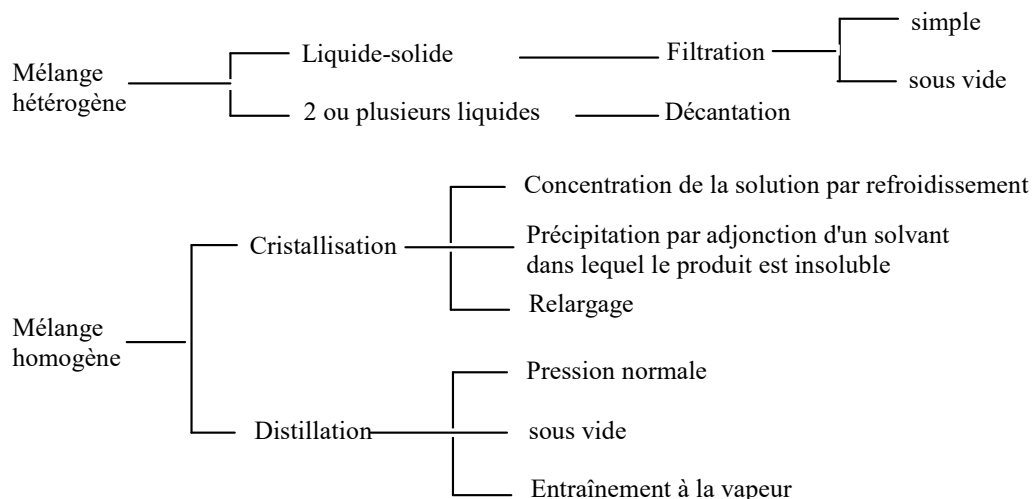 simple
Mélange
hétérogène
Liquide-solide
Filtration
sous vide
2 ou plusieurs liquides
Décantation
Concentration de la solution par refroidissement
Cristallisation
Précipitation par adjonction d'un solvant
dans lequel le produit est insoluble
Relargage
Mélange
homogène
Pression normale
Distillation
sous vide
Entraînement à la vapeur